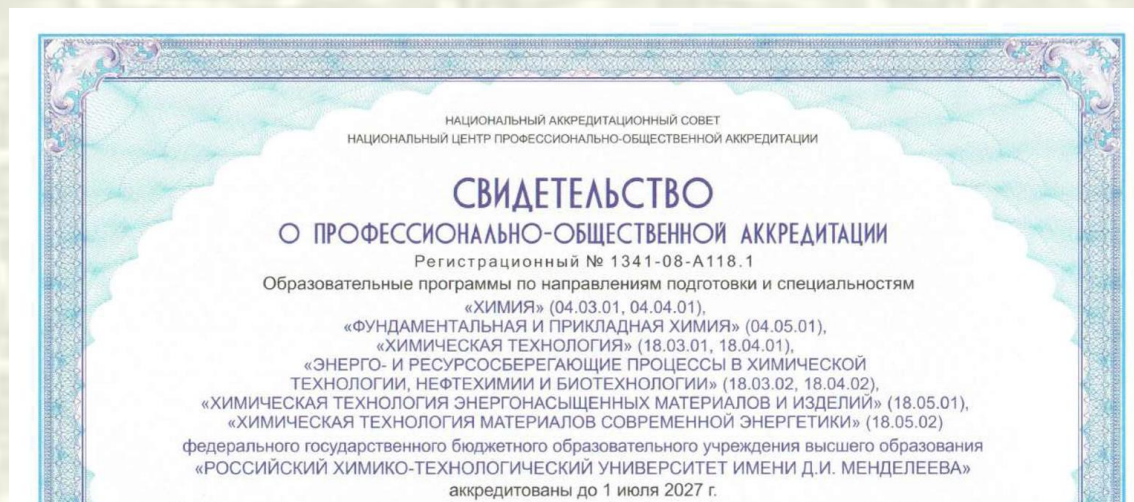 НАЦИОНАЛЬНЫЙ АККРЕДИТАЦИОННЫЙ СОВЕТ
НАЦИОНАЛЬНЫЙ ЦЕНТР ПРОФЕССИОНАЛЬНО-ОБЩЕСТВЕННОЙ АККРЕДИТАЦИИ
СВИДЕТЕЛЬСТВО
О ПРОФЕССИОНАЛЬНО-ОБЩЕСТВЕННОЙ АККРЕДИТАЦИИ
Регистрационный № 1341-08-А118.1
Образовательные программы по направлениям подготовки и специальностям
«ХИМИЯ» (04.03.01, 04.04.01),
«ФУНДАМЕНТАЛЬНАЯ И ПРИКЛАДНАЯ ХИМИЯ» (04.05.01),
«ХИМИЧЕСКАЯ ТЕХНОЛОГИЯ» (18.03.01, 18.04.01),
«ЭНЕРГО- И РЕСУРСОСБЕРЕГАЮЩИЕ ПРОЦЕССЫ В ХИМИЧЕСКОЙ
ТЕХНОЛОГИИ, НЕФТЕХИМИИ И БИОТЕХНОЛОГИИ» (18.03.02, 18.04.02),
«ХИМИЧЕСКАЯ ТЕХНОЛОГИЯ ЭНЕРГОНАСЫЩЕННЫХ МАТЕРИАЛОВ И ИЗДЕЛИЙ» (18.05.01),
«ХИМИЧЕСКАЯ ТЕХНОЛОГИЯ МАТЕРИАЛОВ СОВРЕМЕННОЙ ЭНЕРГЕТИКИ» (18.05.02)
федерального государственного бюджетного образовательного учреждения высшего образования
«РОССИЙСКИЙ ХИМИКО-ТЕХНОЛОГИЧЕСКИЙ УНИВЕРСИТЕТ ИМЕНИ Д.И. МЕНДЕЛЕЕВА»
аккредитованы до 1 июля 2027 г.